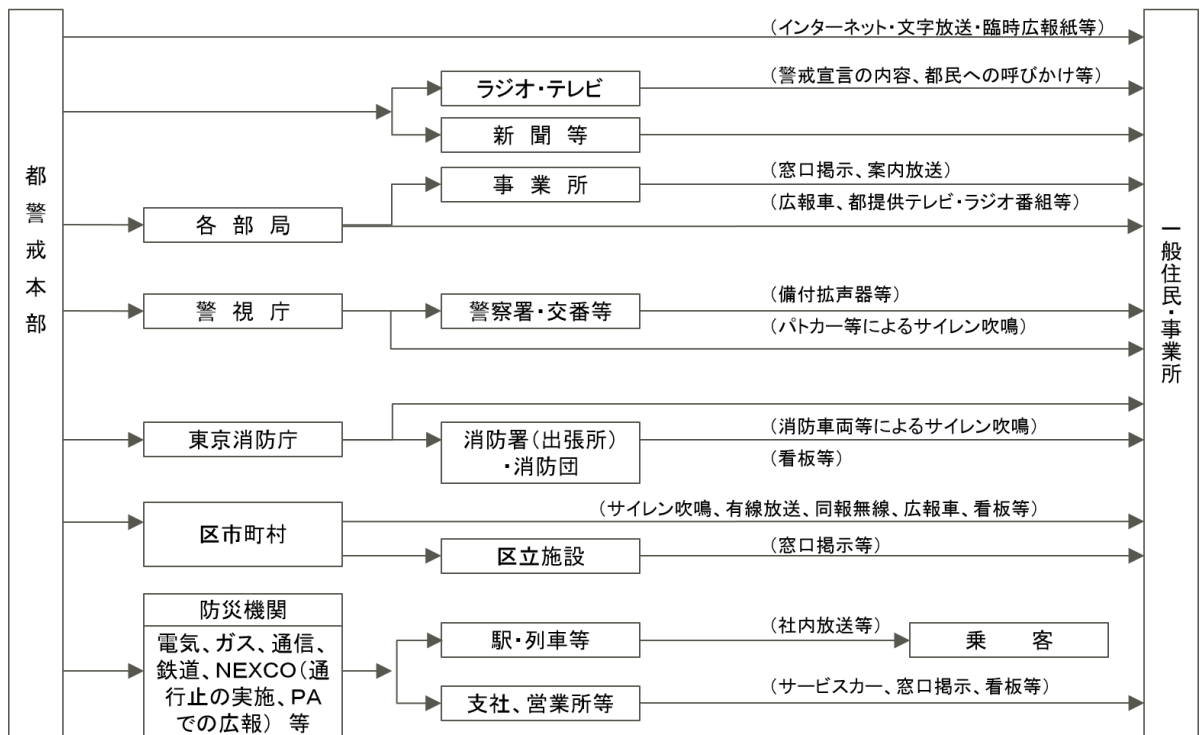 都警戒本部
(インターネット・文字放送・臨時広報紙等)
ラジオ・テレビ
(警戒宣言の内容、都民への呼びかけ等)
新聞等
事業所
(窓口掲示、案内放送)
各部局
(広報車、都提供テレビ・ラジオ番組等)
警視庁
警察署・交番等
(備付拡声器等)
(パトカー等によるサイレン吹鳴)
東京消防庁
消防署(出張所)
・消防団
(消防車両等によるサイレン吹鳴)
(看板等)
区市町村
(サイレン吹鳴、有線放送、同報無線、広報車、看板等)
区立施設
(窓口掲示等)
防災機関
電気、ガス、通信、
鉄道、NEXCO(通
行止の実施、PA
での広報) 等
駅・列車等
(社内放送等)
乗客
支社、営業所等
(サービスカー、窓口掲示、看板等)
一般住民・事業所